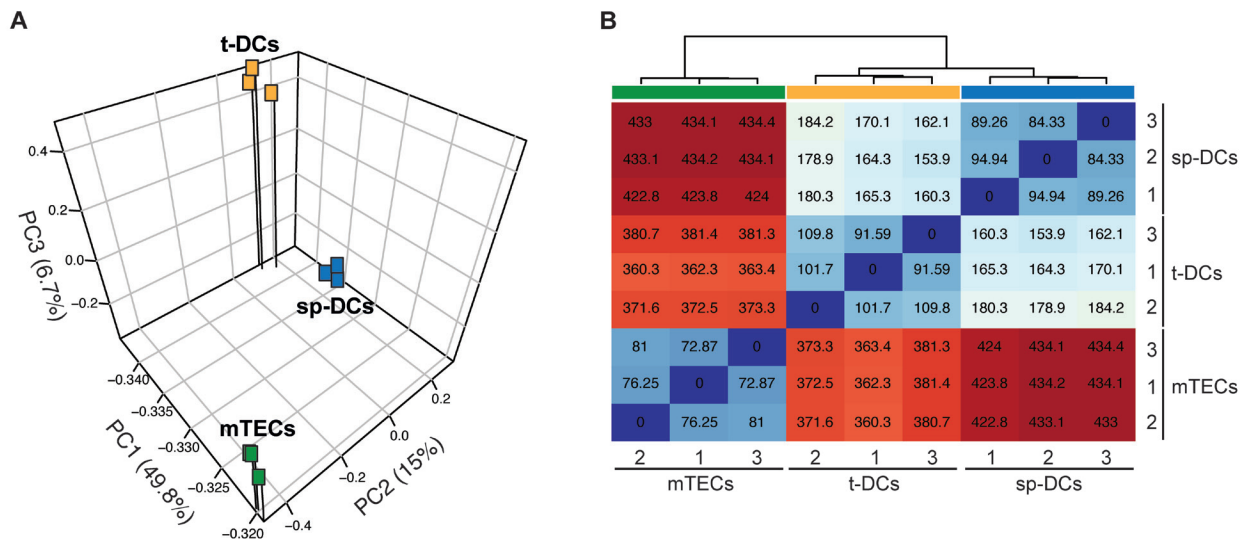 A
t-DCs
sp-DCs
mTECs
0.4
0.2
0.0
−0.2
PC3 (6.7%)
−0.340
−0.335
−0.330
−0.325
−0.320
PC1 (49.8%)
−0.4
−0.2
0.0
0.2
PC2 (15%)
B
433 434.1 434.4 184.2 170.1 162.1 89.26 84.33 0 3
433.1 434.2 434.1 178.9 164.3 153.9 94.94 0 84.33 2 sp-DCs
422.8 423.8 424 180.3 165.3 160.3 0 94.94 89.26 1
380.7 381.4 381.3 109.8 91.59 0 160.3 153.9 162.1 3
360.3 362.3 363.4 101.7 0 91.59 165.3 164.3 170.1 1 t-DCs
371.6 372.5 373.3 0 101.7 109.8 180.3 178.9 184.2 2
81 72.87 0 373.3 363.4 381.3 424 434.1 434.4 3
76.25 0 72.87 372.5 362.3 381.4 423.8 434.2 434.1 1 mTECs
0 76.25 81 371.6 360.3 380.7 422.8 433.1 433 2
2 1 3 2 1 3 1 2 3
mTECs t-DCs sp-DCs